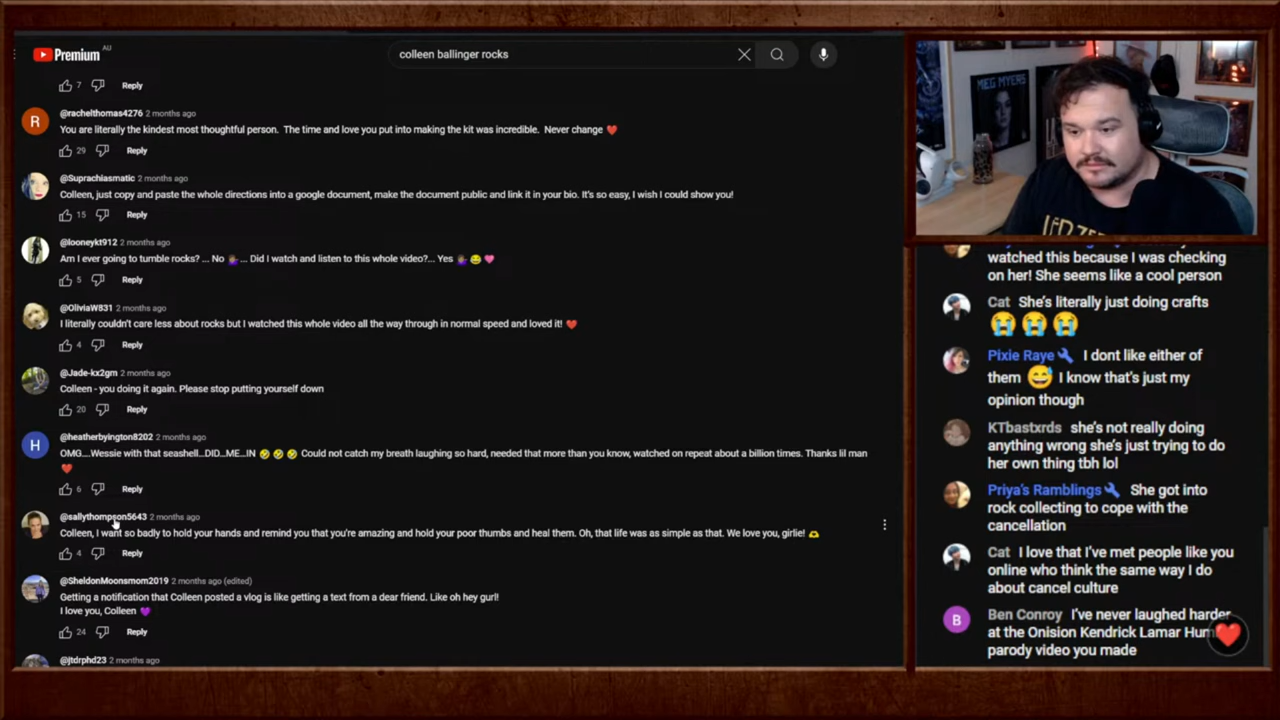 Premium AU
colleen ballinger rocks
7 Reply
@rachelthomas4276 2 months ago
You are literally the kindest most thoughtful person. The time and love you put into making the kit was incredible. Never change ❤️
29 Reply
@Suprachiasmatic 2 months ago
Colleen, just copy and paste the whole directions into a google document, make the document public and link it in your bio. It's so easy, I wish I could show you!
15 Reply
@looneykt912 2 months ago
Am I ever going to tumble rocks? ... No 🤷🏽‍♀️... Did I watch and listen to this whole video?... Yes 🤷🏽‍♀️😂💗
5 Reply
@OliviaW831 2 months ago
I literally couldn't care less about rocks but I watched this whole video all the way through in normal speed and loved it! ❤️
4 Reply
@Jade-kx2gm 2 months ago
Colleen - you doing it again. Please stop putting yourself down
20 Reply
H
@heatherbyington8202 2 months ago
OMG....Wessie with that seashell...DID...ME...IN 🤣 🤣 🤣 Could not catch my breath laughing so hard, needed that more than you know, watched on repeat about a billion times. Thanks lil man
❤️
6 Reply
@sallythompson5643 2 months ago
Colleen, I want so badly to hold your hands and remind you that you're amazing and hold your poor thumbs and heal them. Oh, that life was as simple as that. We love you, girlie! 🫶
4 Reply
@SheldonMoonsmom2019 2 months ago (edited)
Getting a notification that Colleen posted a vlog is like getting a text from a dear friend. Like oh hey gurl!
I love you, Colleen 💜
24 Reply
@jtdrphd23 2 months ago
R
MEG MYERS
watched this because I was checking
on her! She seems like a cool person
Cat She's literally just doing crafts
😭😭😭
Pixie Raye🔧 I dont like either of
them 😅 I know that's just my
opinion though
KTbastxrds she's not really doing
anything wrong she's just trying to do
her own thing tbh lol
Priya's Ramblings🔧 She got into
rock collecting to cope with the
cancellation
Cat I love that I've met people like you
online who think the same way I do
about cancel culture
B
Ben Conroy I've never laughed harder
at the Onision Kendrick Lamar Hum
parody video you made